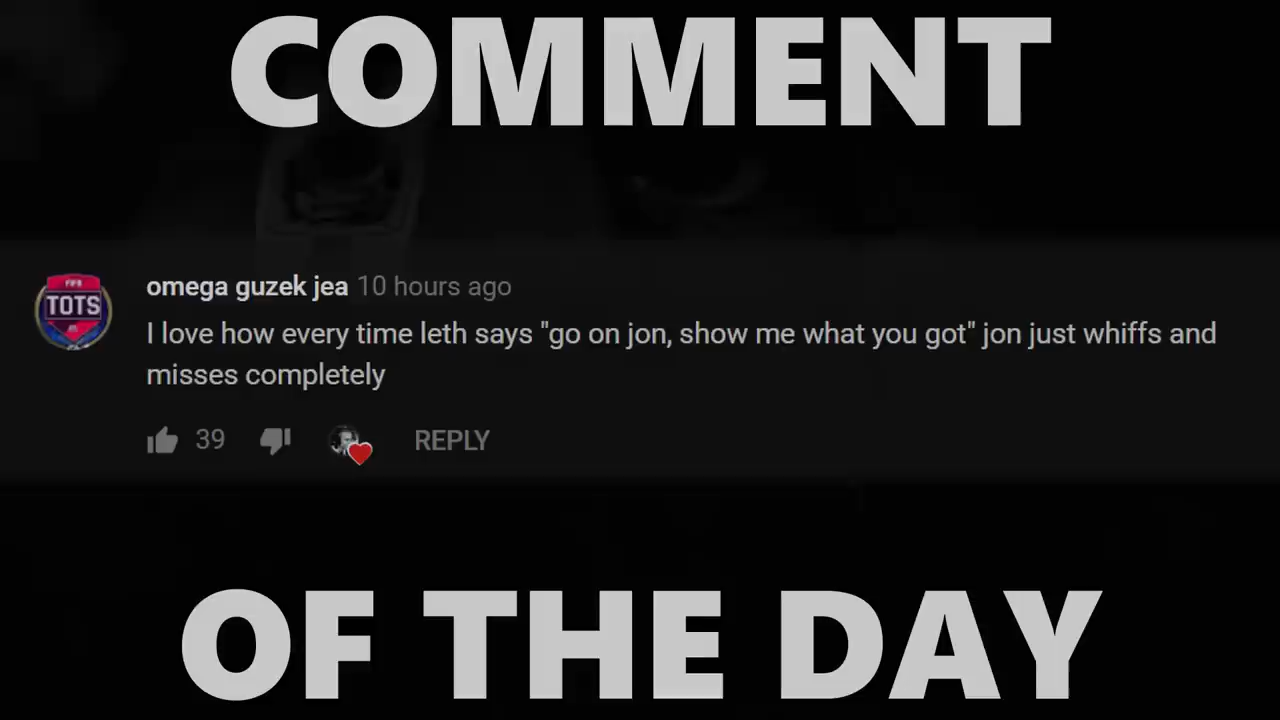 COMMENT
omega guzek jea 10 hours ago
TOTS
I love how every time leth says "go on jon, show me what you got" jon just whiffs and
misses completely
39
REPLY
OF THE DAY